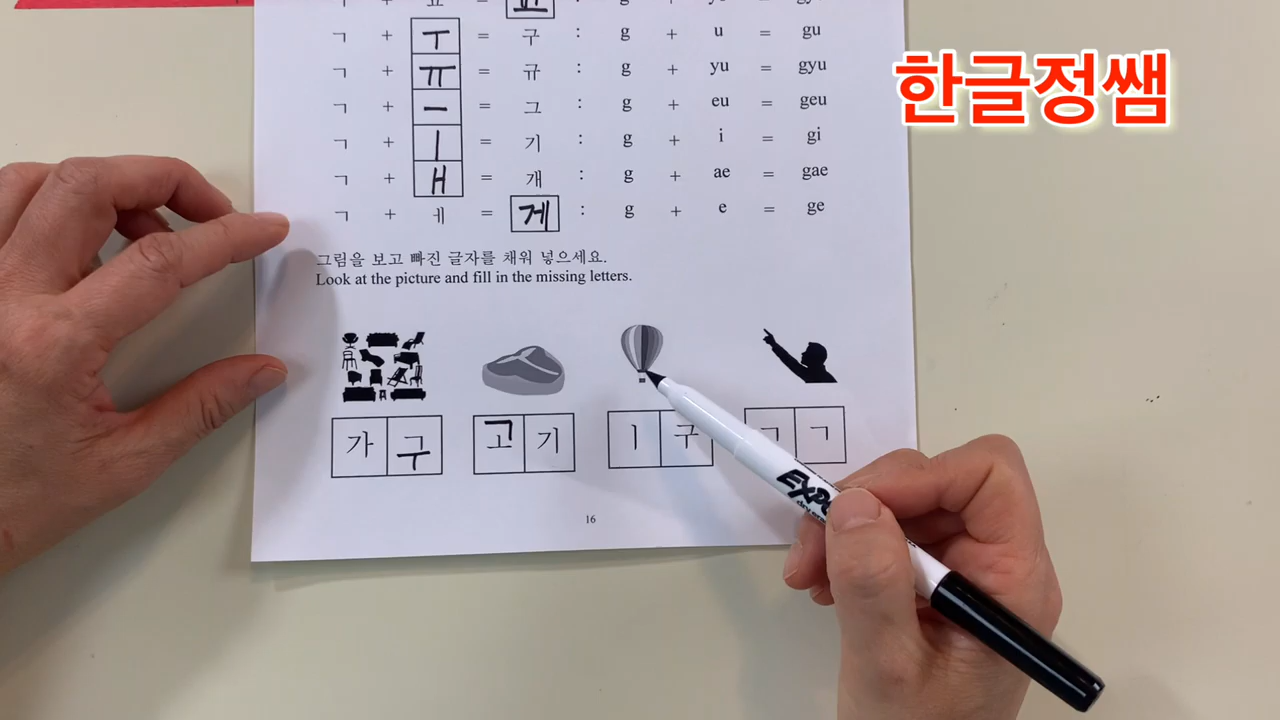 ㄱ + ㅛ = 교 : g
ㄱ + ㅜ = 구 : g + u = gu
ㄱ + ㅠ = 규 : g + yu = gyu
ㄱ + ㅡ = 그 : g + eu = geu
ㄱ + ㅣ = 기 : g + i = gi
ㄱ + ㅐ = 개 : g + ae = gae
ㄱ + ㅔ = 게 : g + e = ge
한글정쌤
그림을 보고 빠진 글자를 채워 넣으세요.
Look at the picture and fill in the missing letters.
가 구 고 기 ㅣ 구 ㄱ ㄱ
16
EXPO